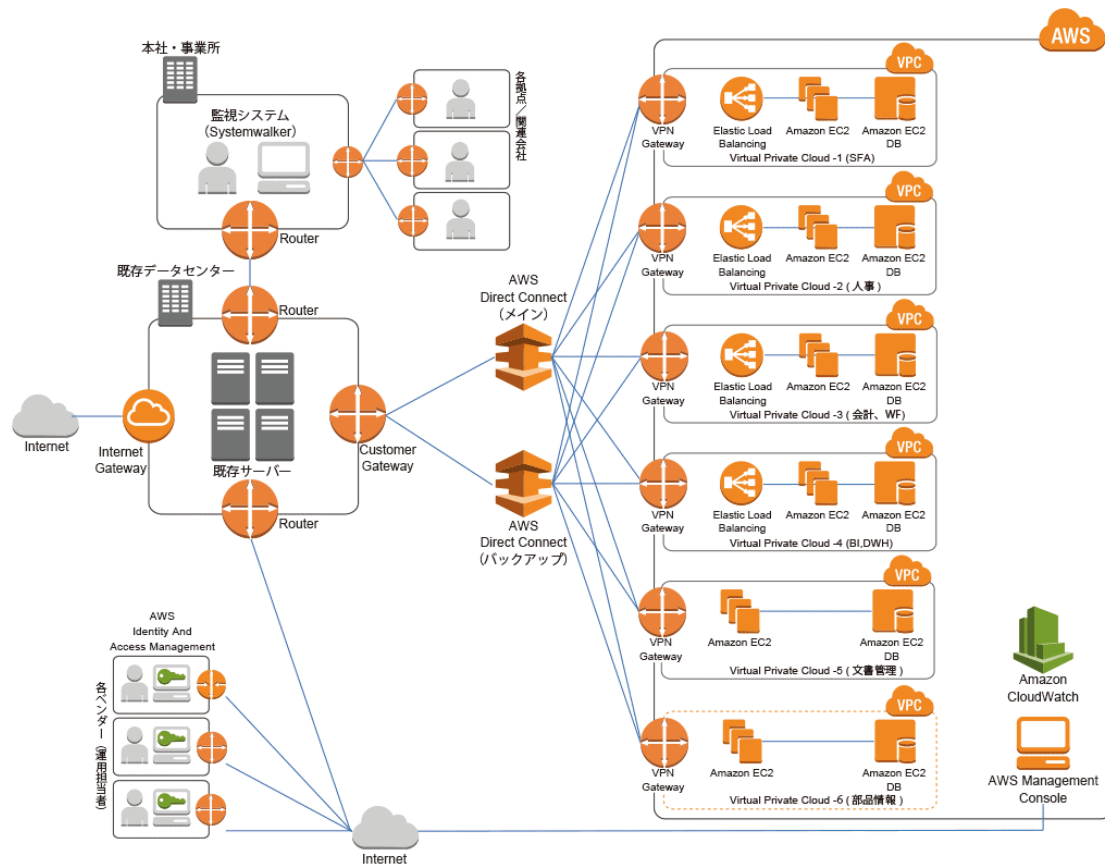 AWS
本社・事業所
監視システム
(Systemwalker)
各拠点／関連会社
Router
既存データセンター
Router
Internet
Internet
Gateway
既存サーバー
Customer
Gateway
Router
AWS
Direct Connect
(メイン)
AWS
Direct Connect
(バックアップ)
VPC
VPN
Gateway
Elastic Load
Balancing
Amazon EC2
Amazon EC2
DB
Virtual Private Cloud -1 (SFA)
VPC
VPN
Gateway
Elastic Load
Balancing
Amazon EC2
Amazon EC2
DB
Virtual Private Cloud -2 ( 人事 )
VPC
VPN
Gateway
Elastic Load
Balancing
Amazon EC2
Amazon EC2
DB
Virtual Private Cloud -3 ( 会計、WF)
VPC
VPN
Gateway
Elastic Load
Balancing
Amazon EC2
Amazon EC2
DB
Virtual Private Cloud -4 (BI,DWH)
VPC
VPN
Gateway
Amazon EC2
Amazon EC2
DB
Virtual Private Cloud -5 ( 文書管理 )
VPC
VPN
Gateway
Amazon EC2
Amazon EC2
DB
Virtual Private Cloud -6 ( 部品情報 )
Amazon
CloudWatch
AWS Management
Console
AWS
Identity And
Access Management
各ベンダー（運用担当者）
Internet